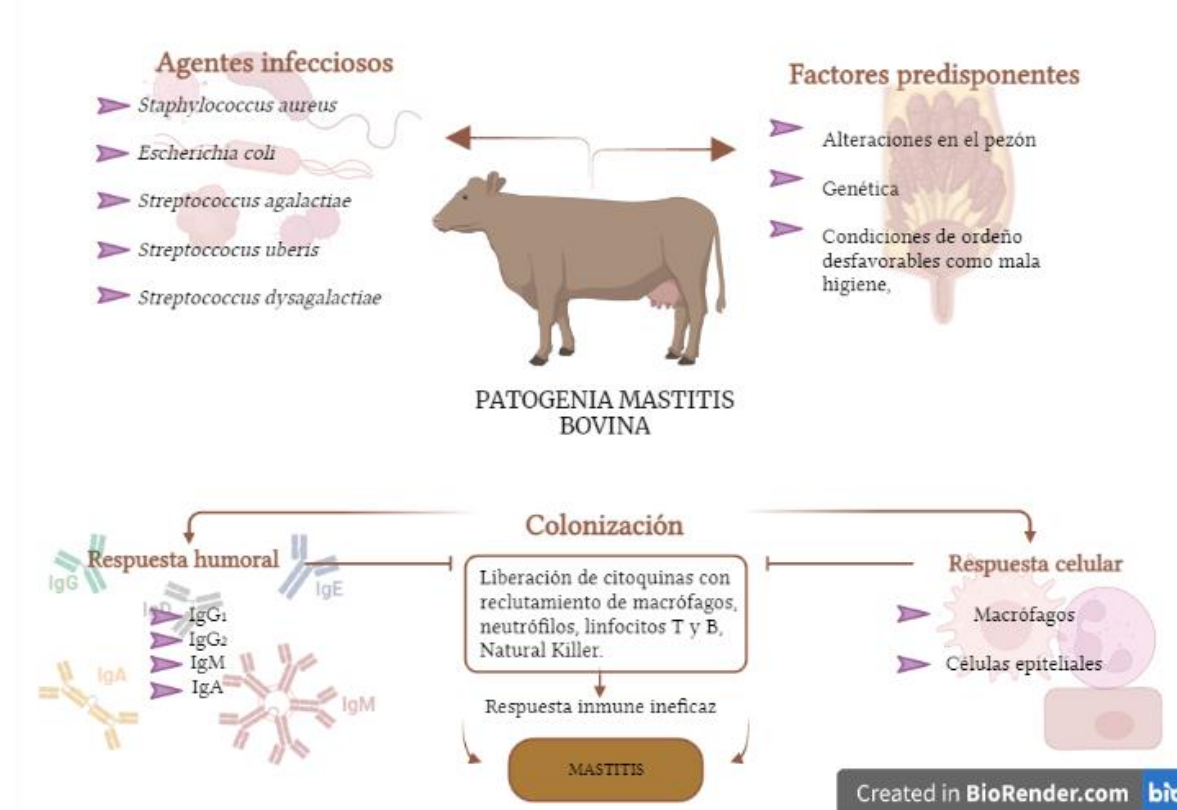 Agentes infecciosos
Staphylococcus aureus
Escherichia coli
Streptococcus agalactiae
Streptoccocus uberis
Streptococcus dysagalactiae
Factores predisponentes
Alteraciones en el pezón
Genética
Condiciones de ordeño
desfavorables como mala
higiene,
PATOGENIA MASTITIS
BOVINA
Colonización
Respuesta humoral
IgG
IgE
IgD
IgG₁
IgG₂
IgM
IgA
IgA
IgM
Liberación de citoquinas con
reclutamiento de macrófagos,
neutrófilos, linfocitos T y B,
Natural Killer.
Respuesta inmune ineficaz
MASTITIS
Respuesta celular
Macrófagos
Células epiteliales
Created in BioRender.com